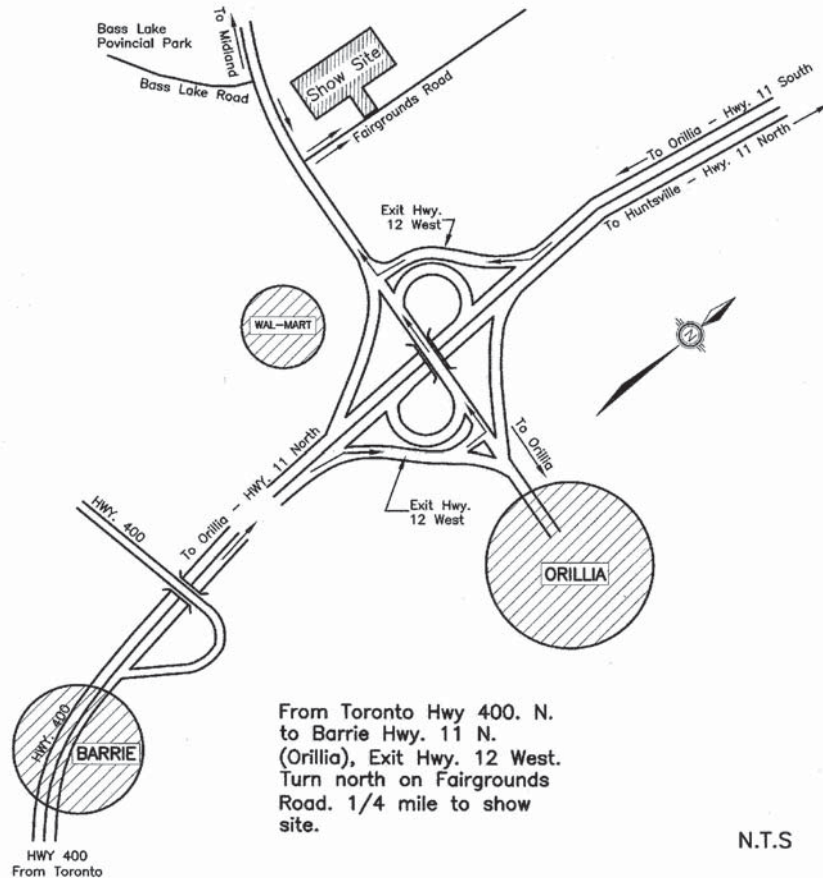 To Midland
Bass Lake
Povincial Park
Bass Lake Road
Show Site
Fairgrounds Road
To Orillia - Hwy. 11 South
To Huntsville - Hwy. 11 North
Exit Hwy.
12 West
WAL-MART
N
To Orillia
To Orillia - HWY. 11 North
HWY. 400
Exit Hwy.
12 West
ORILLIA
HWY. 400
BARRIE
From Toronto Hwy 400. N.
to Barrie Hwy. 11 N.
(Orillia), Exit Hwy. 12 West.
Turn north on Fairgrounds
Road. 1/4 mile to show
site.
N.T.S
HWY 400
From Toronto